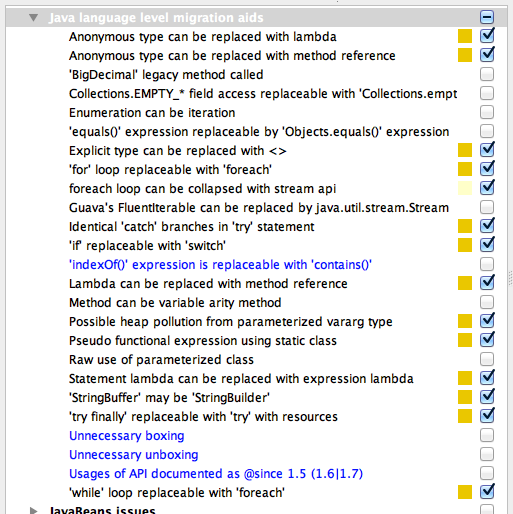 Java language level migration aids
Anonymous type can be replaced with lambda
Anonymous type can be replaced with method reference
'BigDecimal' legacy method called
Collections.EMPTY_* field access replaceable with 'Collections.empt
Enumeration can be iteration
'equals()' expression replaceable by 'Objects.equals()' expression
Explicit type can be replaced with <>
'for' loop replaceable with 'foreach'
foreach loop can be collapsed with stream api
Guava's FluentIterable can be replaced by java.util.stream.Stream
Identical 'catch' branches in 'try' statement
'if' replaceable with 'switch'
'indexOf()' expression is replaceable with 'contains()'
Lambda can be replaced with method reference
Method can be variable arity method
Possible heap pollution from parameterized vararg type
Pseudo functional expression using static class
Raw use of parameterized class
Statement lambda can be replaced with expression lambda
'StringBuffer' may be 'StringBuilder'
'try finally' replaceable with 'try' with resources
Unnecessary boxing
Unnecessary unboxing
Usages of API documented as @since 1.5 (1.6|1.7)
'while' loop replaceable with 'foreach'
JavaBeans issues